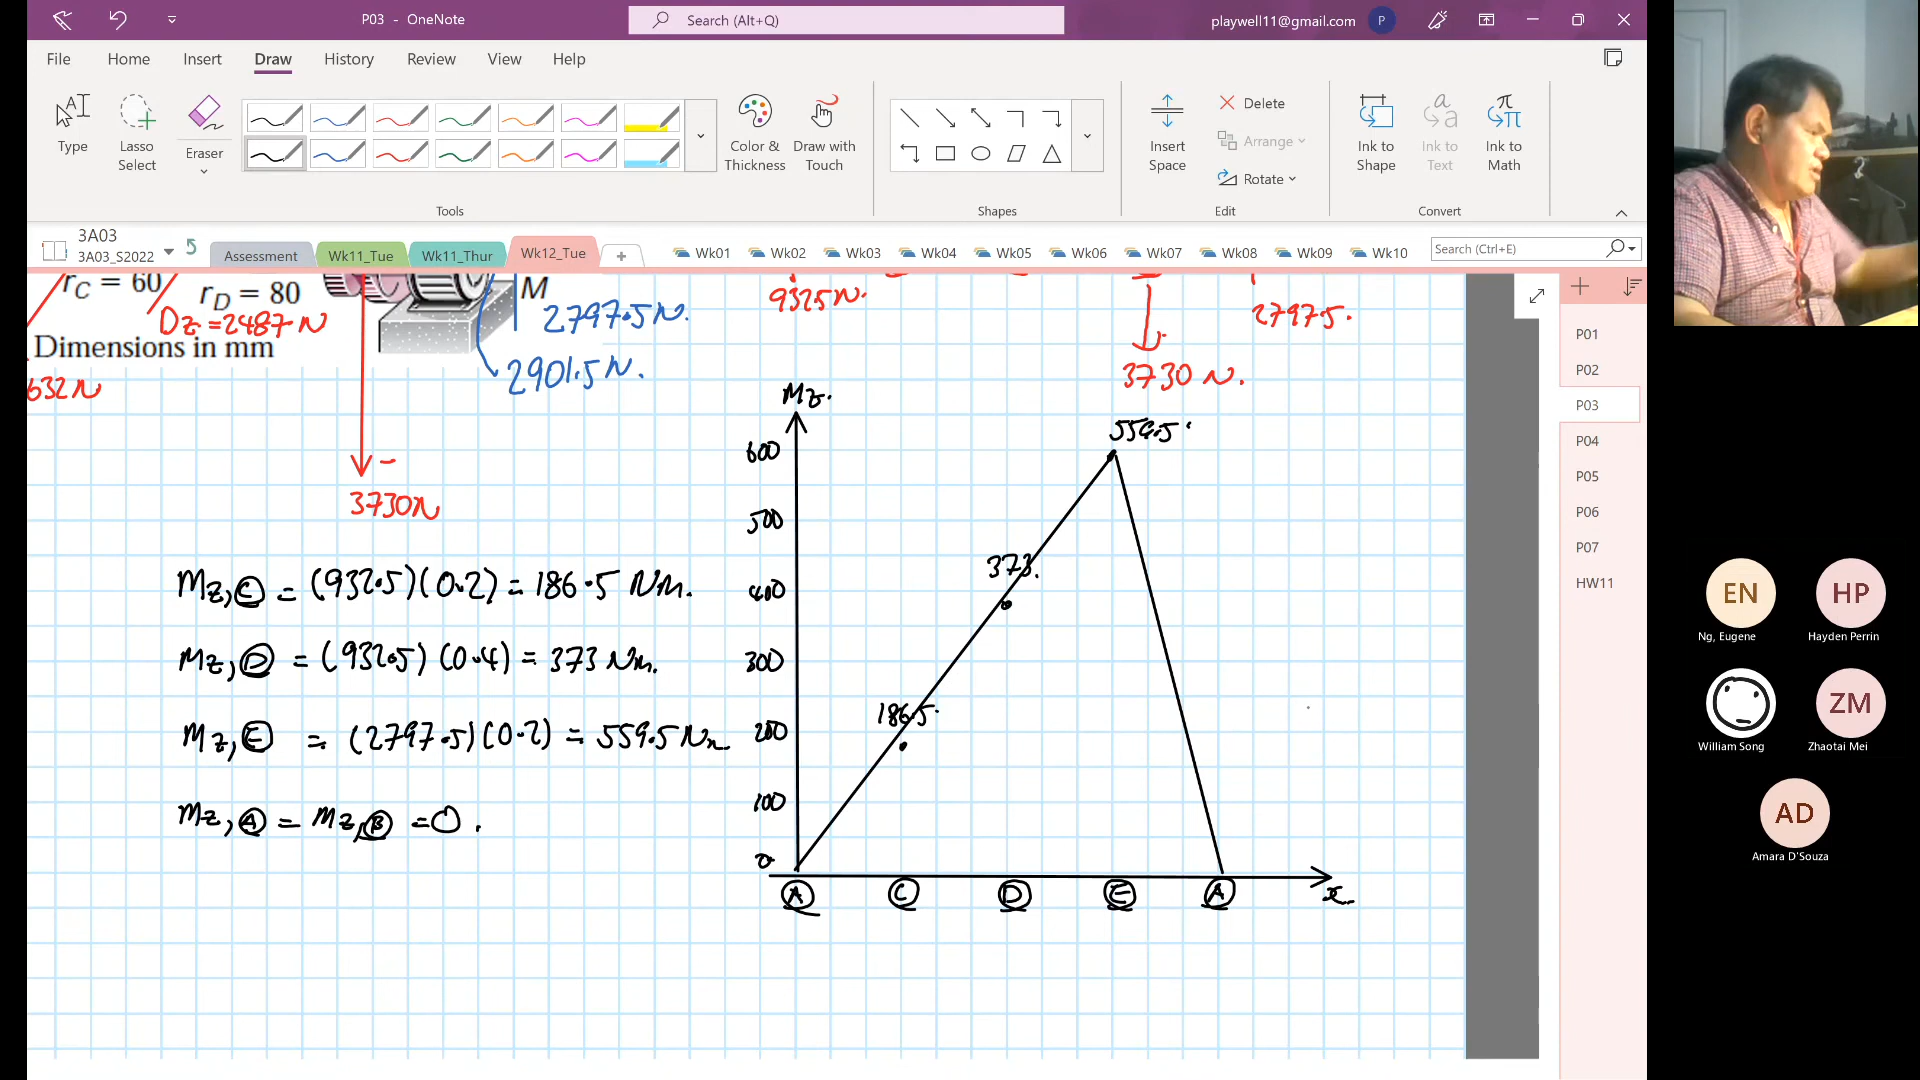 P03 - OneNote
Search (Alt+Q)
playwell11@gmail.com
P
File Home Insert Draw History Review View Help
Type
Lasso Select
Eraser
Color & Thickness
Draw with Touch
Insert Space
Delete
Arrange
Rotate
Ink to Shape
Ink to Text
Ink to Math
Tools Shapes Edit Convert
3A03
3A03_S2022
Assessment Wk11_Tue Wk11_Thur Wk12_Tue
Wk01 Wk02 Wk03 Wk04 Wk05 Wk06 Wk07 Wk08 Wk09 Wk10
Search (Ctrl+E)
rC = 60
rD = 80
M
Dz = 2487 N
Dimensions in mm
632 N
2797.5 N.
2901.5 N.
3730 N
932.5 N.
3730 N.
2797.5.
Mz,C = (932.5)(0.2) = 186.5 Nm.
Mz,D = (932.5)(0.4) = 373 Nm.
Mz,E = (2797.5)(0.2) = 559.5 Nm.
Mz,A = Mz,B = 0.
Mz.
600
500
400
300
200
100
0
559.5
373.
186.5.
A C D E A x
P01
P02
P03
P04
P05
P06
P07
HW11
EN
Ng, Eugene
HP
Hayden Perrin
William Song
ZM
Zhaotai Mei
AD
Amara D'Souza